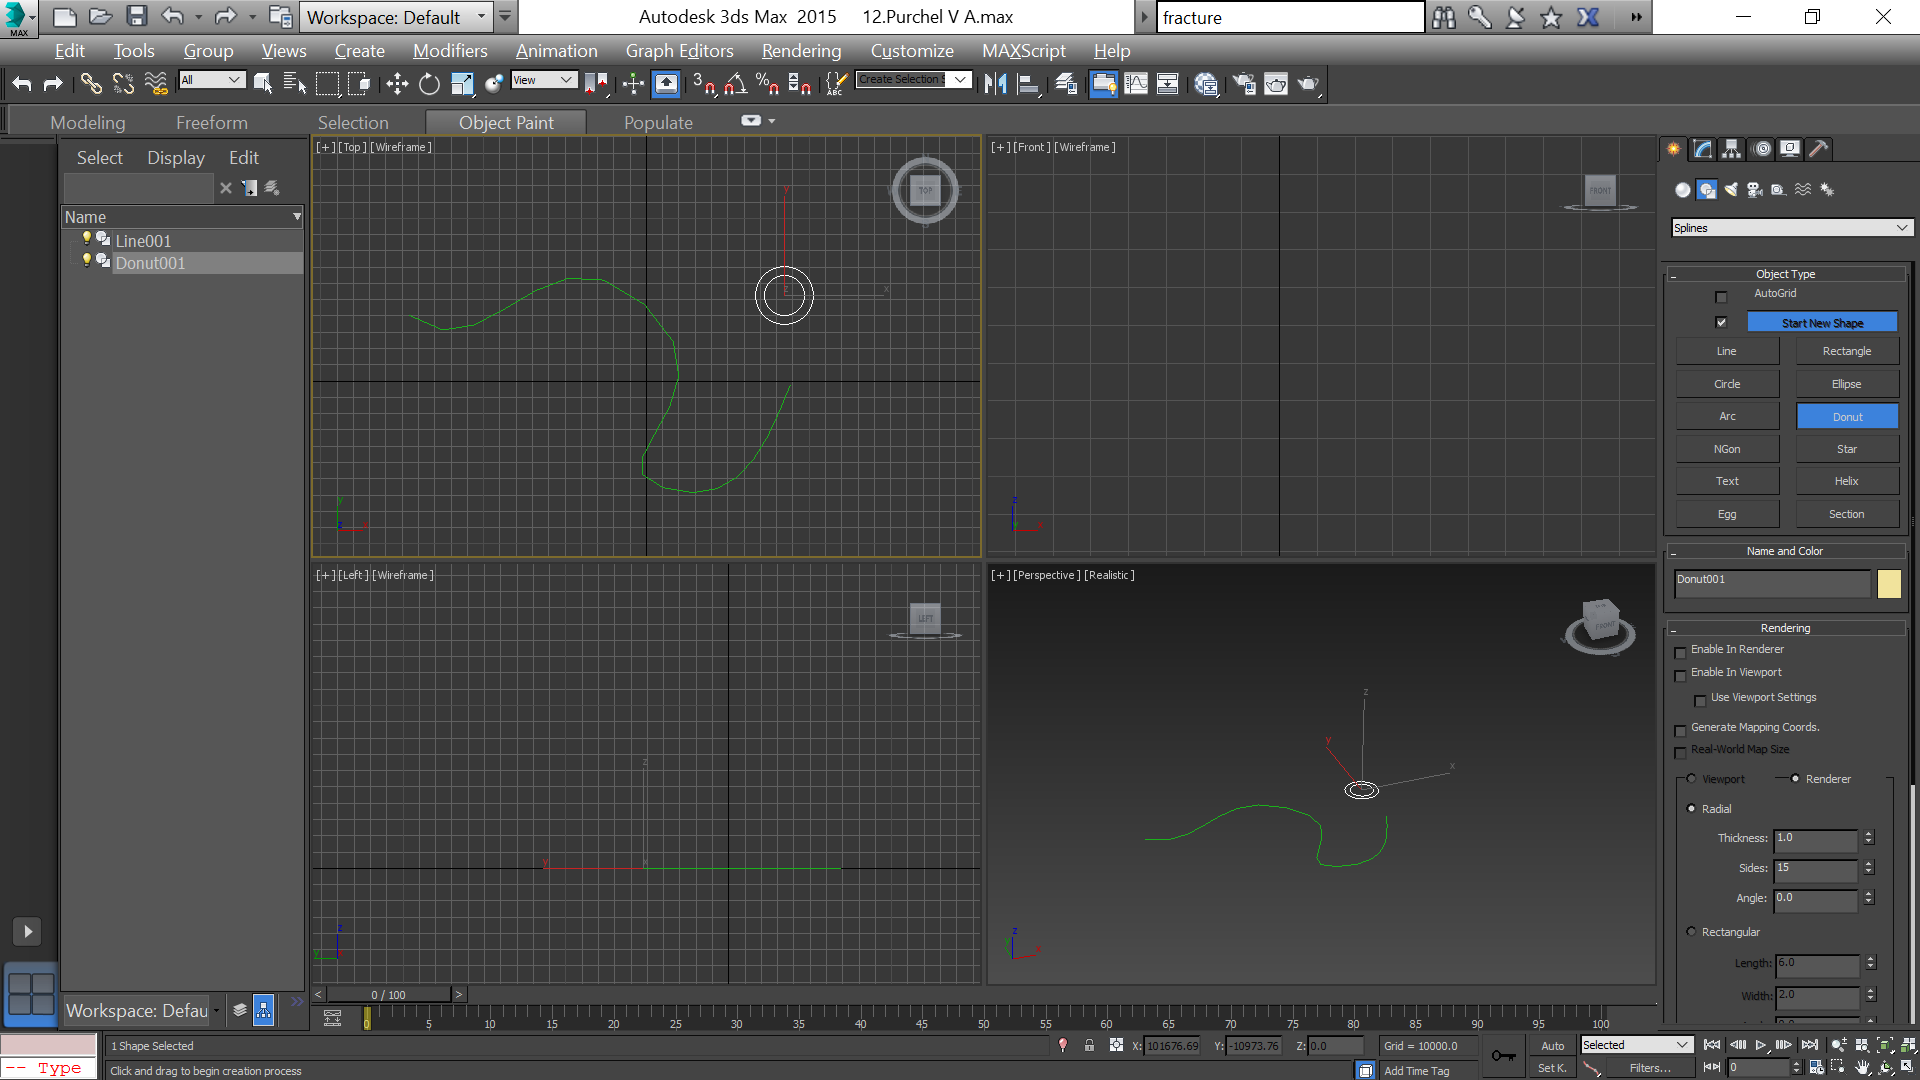 MAX
Workspace: Default
Autodesk 3ds Max 2015 12.Purchel V A.max
fracture
Edit Tools Group Views Create Modifiers Animation Graph Editors Rendering Customize MAXScript Help
All View 3 % ABC Create Selection S
Modeling Freeform Selection Object Paint Populate
Select Display Edit
Name
Line001
Donut001
[+][Top][Wireframe]
TOP
y
x
z
[+][Front][Wireframe]
FRONT
[+][Left][Wireframe]
LEFT
[+][Perspective][Realistic]
FRONT
Splines
Object Type
AutoGrid
Start New Shape
Line Rectangle
Circle Ellipse
Arc Donut
NGon Star
Text Helix
Egg Section
Name and Color
Donut001
Rendering
Enable In Renderer
Enable In Viewport
Use Viewport Settings
Generate Mapping Coords.
Real-World Map Size
Viewport Renderer
Radial
Thickness: 1.0
Sides: 15
Angle: 0.0
Rectangular
Length: 6.0
Width: 2.0
< 0 / 100 >
Workspace: Defau
0 5 10 15 20 25 30 35 40 45 50 55 60 65 70 75 80 85 90 95 100
1 Shape Selected X: 101676.69 Y: -10973.76 Z: 0.0 Grid = 10000.0 Auto Selected
-- Type Click and drag to begin creation process Add Time Tag Set K. Filters... 0